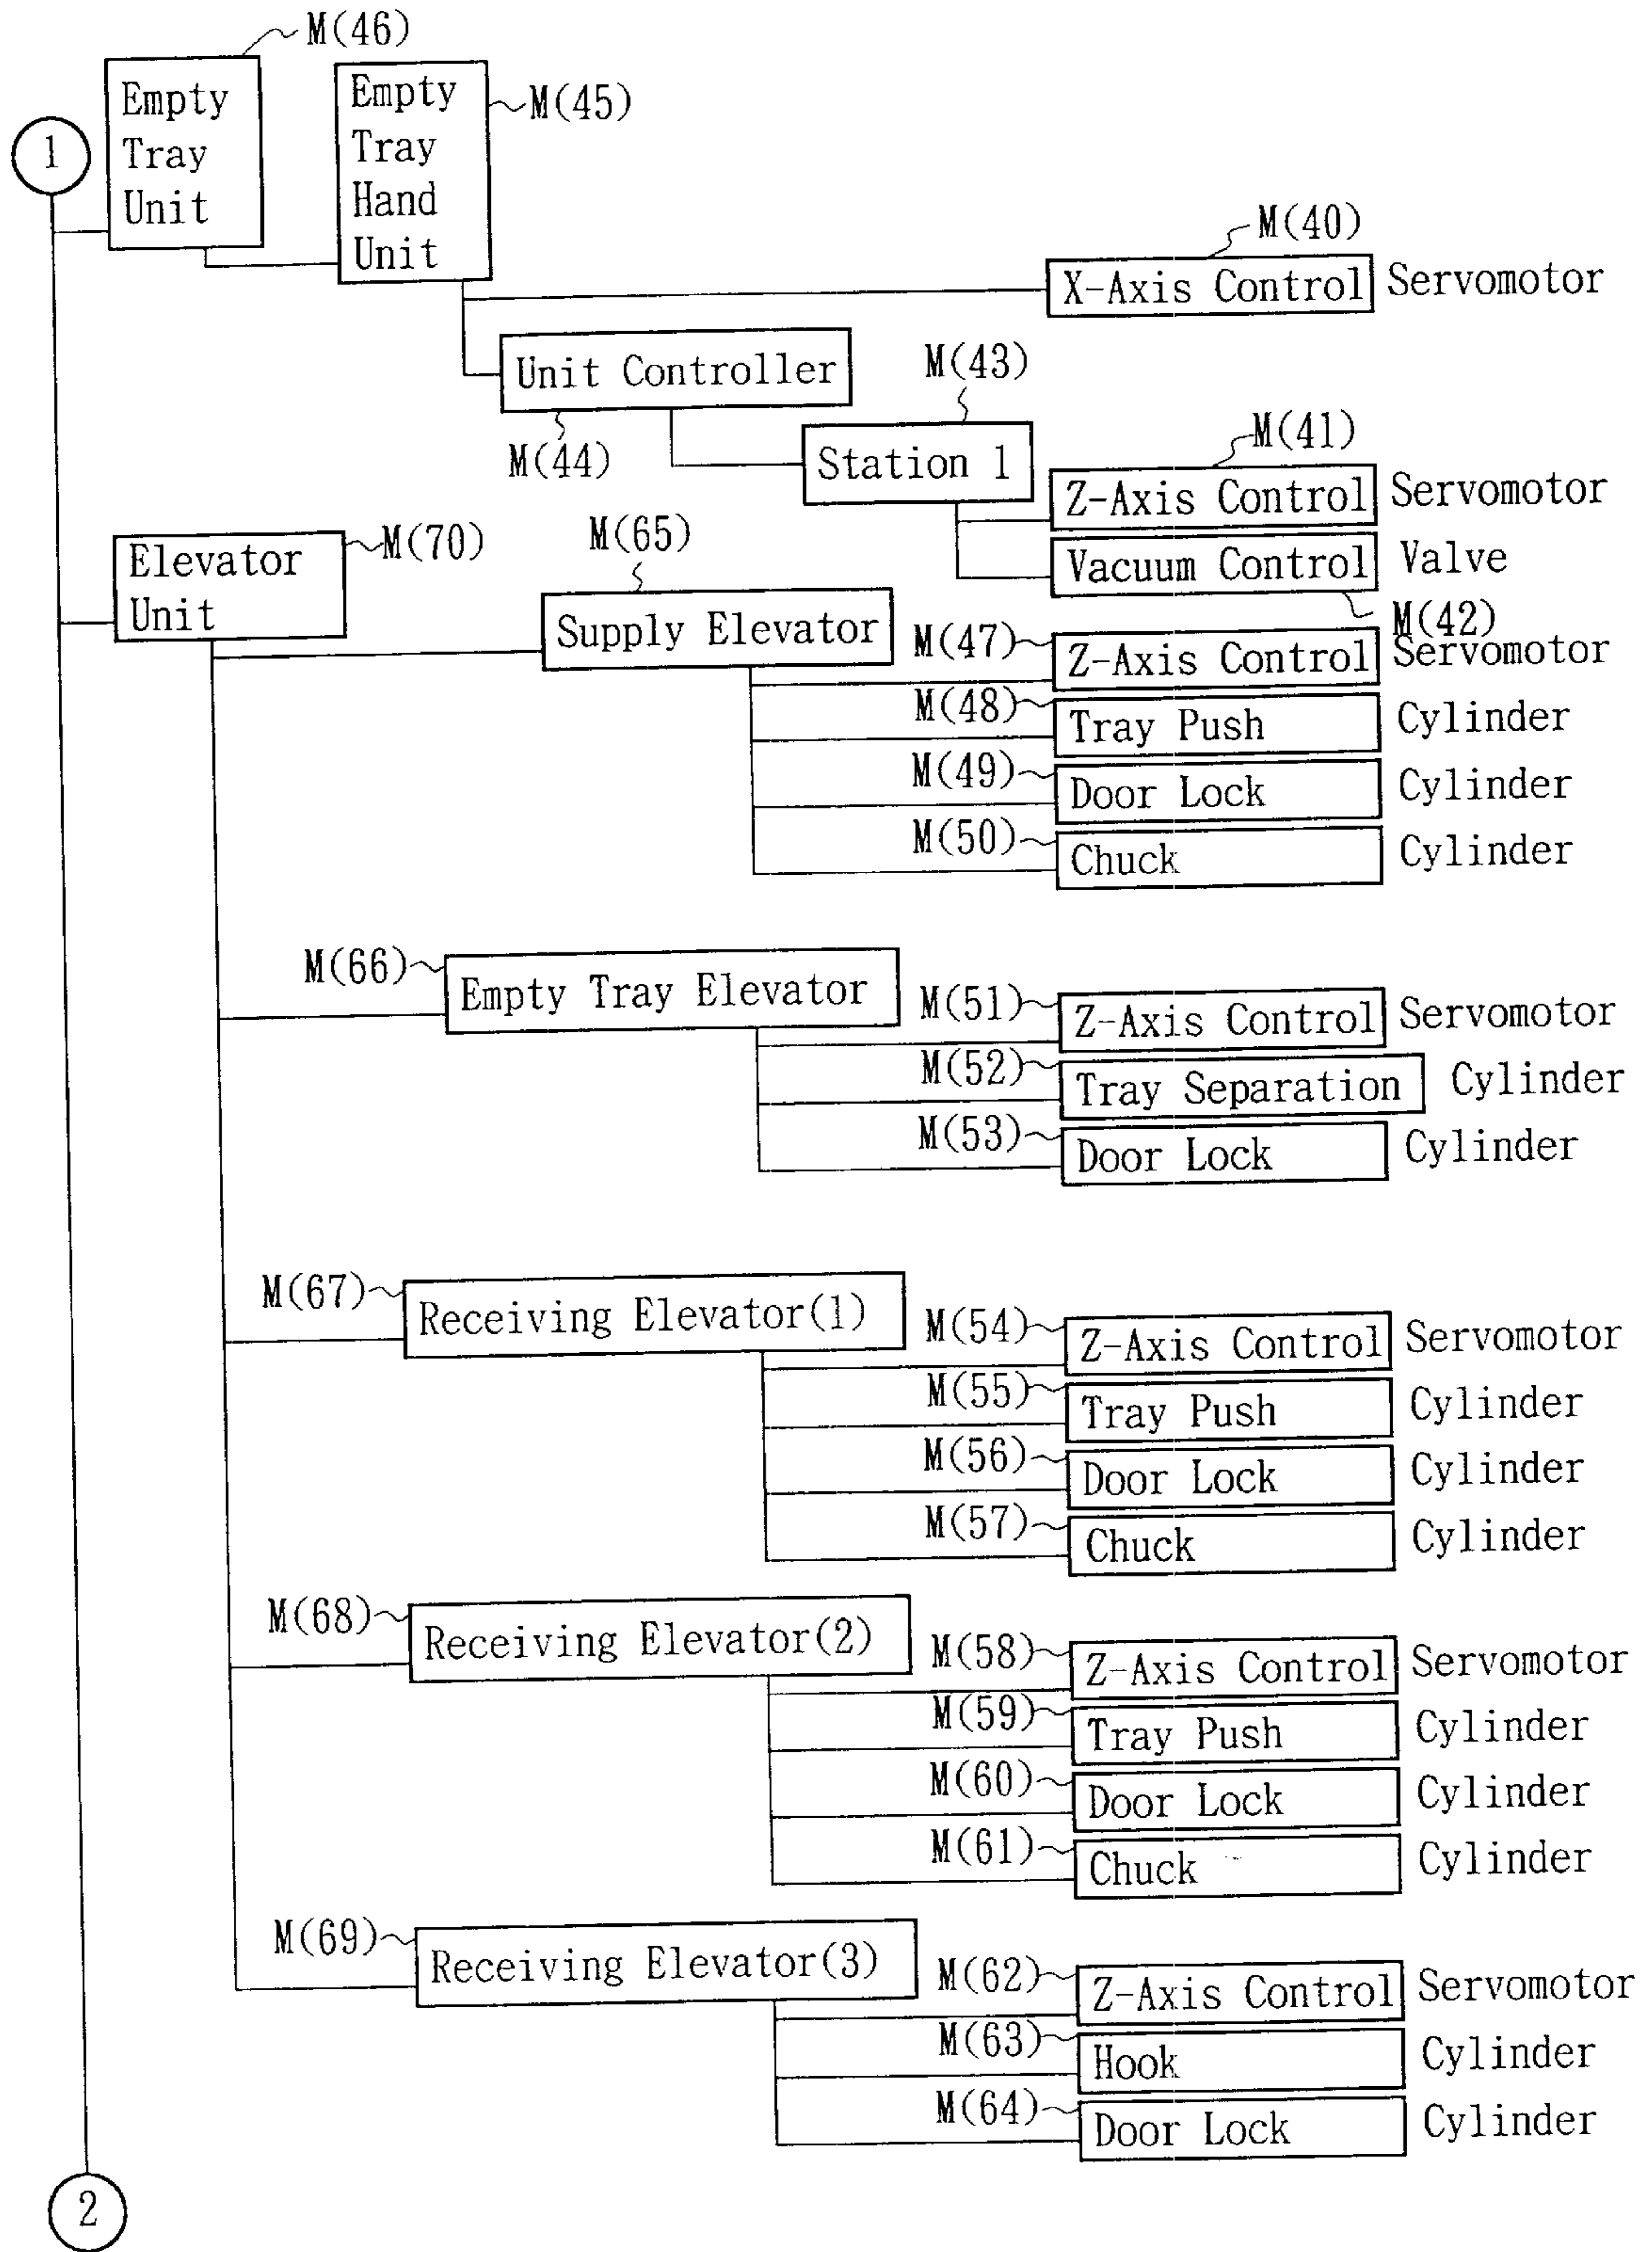 M(46)
Empty
Tray
Unit
1
Empty
Tray
Hand
Unit
M(45)
M(40)
X-Axis Control Servomotor
Unit Controller
M(44)
M(43)
Station 1
M(41)
Z-Axis Control Servomotor
Vacuum Control Valve
M(42)
Elevator
Unit
M(70)
M(65)
Supply Elevator
M(47) Z-Axis Control Servomotor
M(48) Tray Push Cylinder
M(49) Door Lock Cylinder
M(50) Chuck Cylinder
M(66) Empty Tray Elevator
M(51) Z-Axis Control Servomotor
M(52) Tray Separation Cylinder
M(53) Door Lock Cylinder
M(67) Receiving Elevator(1)
M(54) Z-Axis Control Servomotor
M(55) Tray Push Cylinder
M(56) Door Lock Cylinder
M(57) Chuck Cylinder
M(68) Receiving Elevator(2)
M(58) Z-Axis Control Servomotor
M(59) Tray Push Cylinder
M(60) Door Lock Cylinder
M(61) Chuck Cylinder
M(69) Receiving Elevator(3)
M(62) Z-Axis Control Servomotor
M(63) Hook Cylinder
M(64) Door Lock Cylinder
2